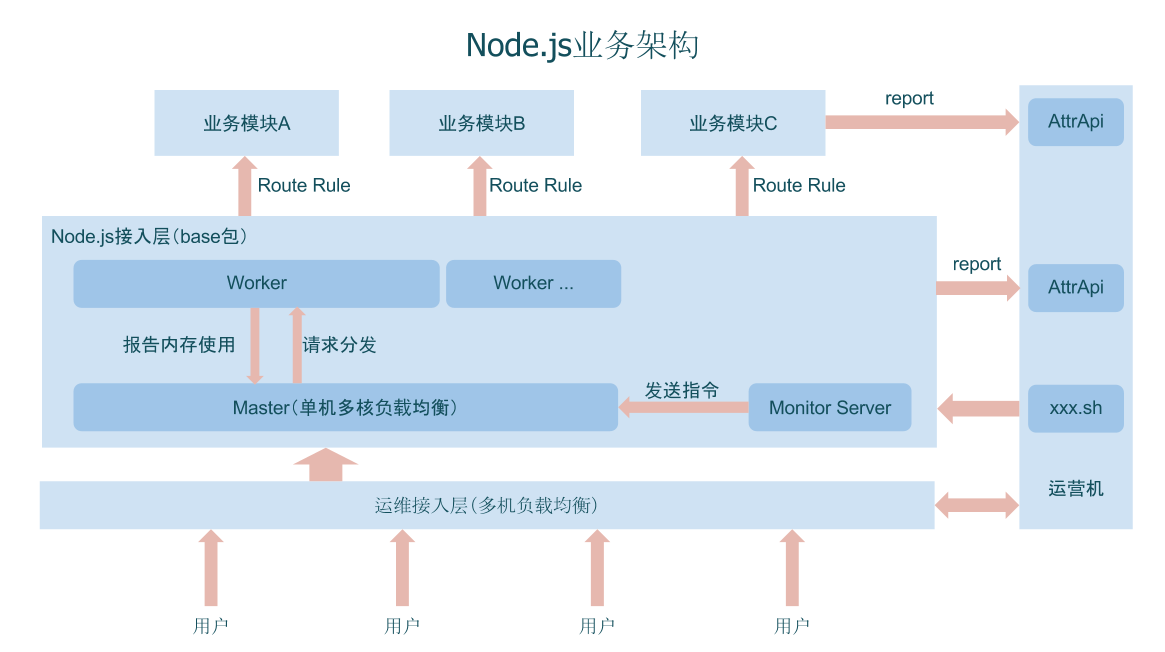 Node.js业务架构
业务模块A
业务模块B
业务模块C
report
AttrApi
Route Rule
Route Rule
Route Rule
Node.js接入层（base包）
Worker
Worker ...
report
AttrApi
报告内存使用
请求分发
Master（单机多核负载均衡）
发送指令
Monitor Server
xxx.sh
运营机
运维接入层（多机负载均衡）
用户
用户
用户
用户